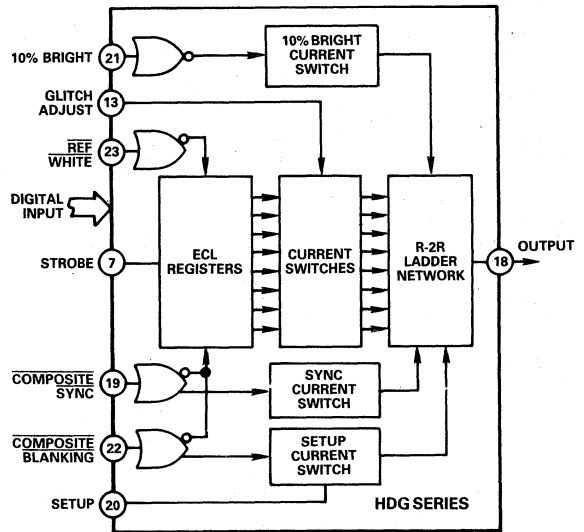 10% BRIGHT
21
10% BRIGHT
CURRENT
SWITCH
GLITCH
ADJUST
13
REF
WHITE
23
DIGITAL
INPUT
STROBE
7
ECL
REGISTERS
CURRENT
SWITCHES
R-2R
LADDER
NETWORK
18
OUTPUT
COMPOSITE
SYNC
19
SYNC
CURRENT
SWITCH
COMPOSITE
BLANKING
22
SETUP
CURRENT
SWITCH
SETUP
20
HDG SERIES